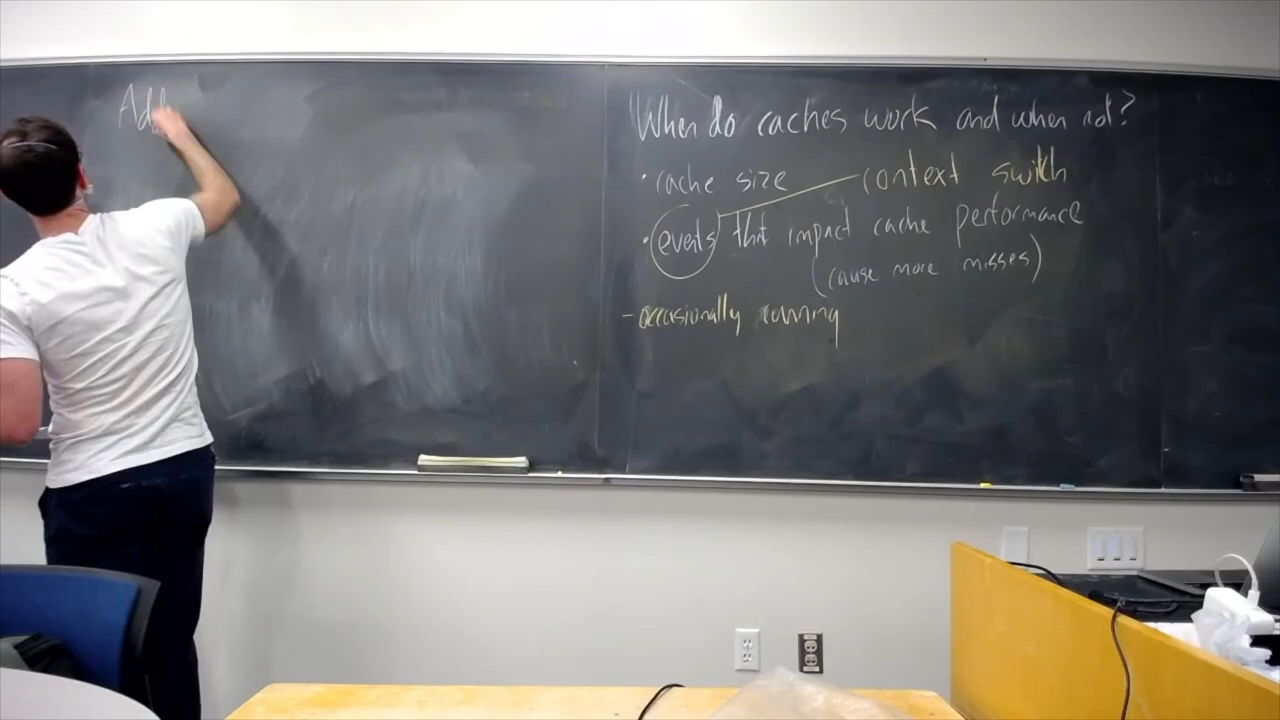 Add
When do caches work and when not?
• cache size context switch
• events that impact cache performance
(cause more misses)
- occasionally running